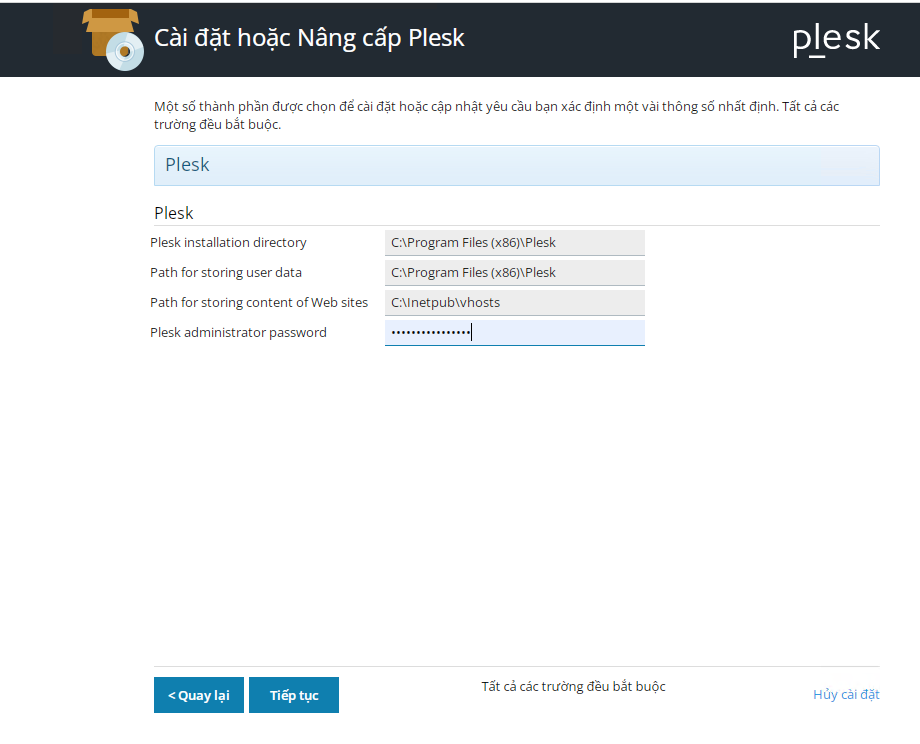 Cài đặt hoặc Nâng cấp Plesk
plesk
Một số thành phần được chọn để cài đặt hoặc cập nhật yêu cầu bạn xác định một vài thông số nhất định. Tất cả các
trường đều bắt buộc.
Plesk
Plesk
Plesk installation directory C:\Program Files (x86)\Plesk
Path for storing user data C:\Program Files (x86)\Plesk
Path for storing content of Web sites C:\Inetpub\vhosts
Plesk administrator password ••••••••••••••••
< Quay lại Tiếp tục Tất cả các trường đều bắt buộc Hủy cài đặt